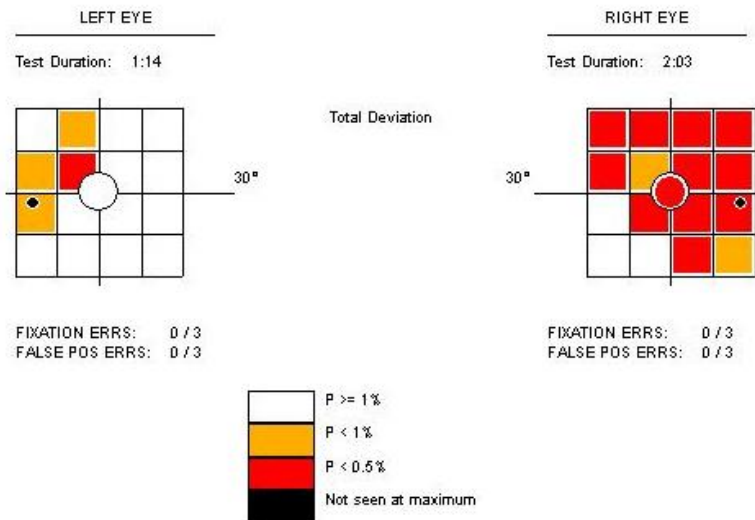 LEFT EYE
RIGHT EYE
Test Duration: 1:14
Test Duration: 2:03
Total Deviation
30°
30°
FIXATION ERRS: 0 / 3
FALSE POS ERRS: 0 / 3
FIXATION ERRS: 0 / 3
FALSE POS ERRS: 0 / 3
P >= 1%
P < 1%
P < 0.5%
Not seen at maximum